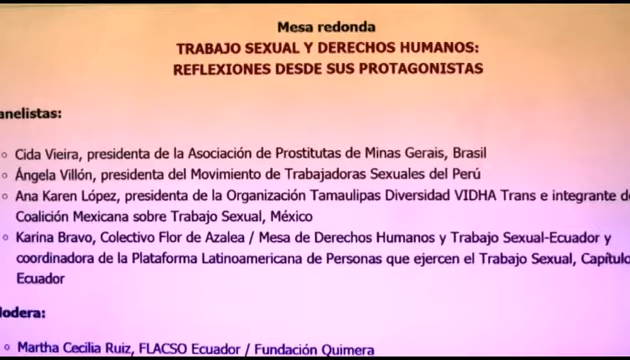 Mesa redonda
TRABAJO SEXUAL Y DERECHOS HUMANOS:
REFLEXIONES DESDE SUS PROTAGONISTAS
anelistas:
Cida Vieira, presidenta de la Asociación de Prostitutas de Minas Gerais, Brasil
Ángela Villón, presidenta del Movimiento de Trabajadoras Sexuales del Perú
Ana Karen López, presidenta de la Organización Tamaulipas Diversidad VIDHA Trans e integrante de
Coalición Mexicana sobre Trabajo Sexual, México
Karina Bravo, Colectivo Flor de Azalea / Mesa de Derechos Humanos y Trabajo Sexual-Ecuador y
coordinadora de la Plataforma Latinoamericana de Personas que ejercen el Trabajo Sexual, Capítulo
Ecuador
Modera:
Martha Cecilia Ruiz, FLACSO Ecuador / Fundación Quimera